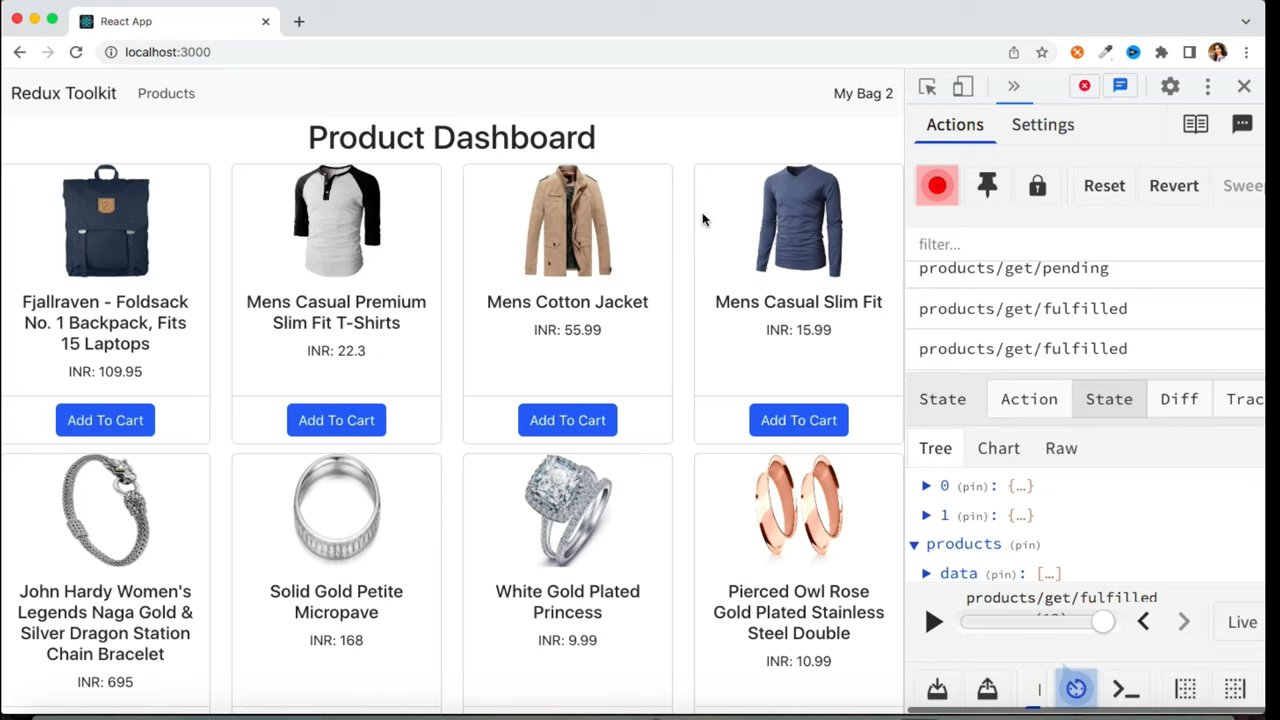 React App
localhost:3000
Redux Toolkit
Products
My Bag 2
Product Dashboard
Fjallraven - Foldsack
No. 1 Backpack, Fits
15 Laptops
INR: 109.95
Add To Cart
Mens Casual Premium
Slim Fit T-Shirts
INR: 22.3
Add To Cart
Mens Cotton Jacket
INR: 55.99
Add To Cart
Mens Casual Slim Fit
INR: 15.99
Add To Cart
John Hardy Women's
Legends Naga Gold &
Silver Dragon Station
Chain Bracelet
INR: 695
Solid Gold Petite
Micropave
INR: 168
White Gold Plated
Princess
INR: 9.99
Pierced Owl Rose
Gold Plated Stainless
Steel Double
INR: 10.99
Actions
Settings
Reset
Revert
Swee
filter...
products/get/pending
products/get/fulfilled
products/get/fulfilled
State
Action
State
Diff
Trac
Tree
Chart
Raw
0 (pin): {…}
1 (pin): {…}
products (pin)
data (pin): […]
products/get/fulfilled
Live